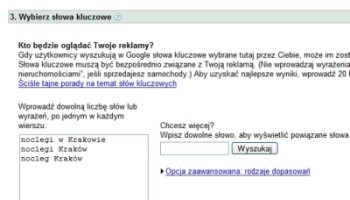 3. Wybierz słowa kluczowe ?
Kto będzie oglądać Twoje reklamy?
Gdy użytkownicy wyszukują w Google słowa kluczowe wybrane tutaj przez Ciebie, może im zost
Słowa kluczowe muszą być bezpośrednio związane z Twoją reklamą. (Nie wprowadzaj wyrażenia
nieruchomościami", jeśli sprzedajesz samochody.) Aby uzyskać najlepsze wyniki, wprowadź 20 l
Ściśle tajne porady na temat słów kluczowych
Wprowadź dowolną liczbę słów lub
wyrażeń, po jednym w każdym
wierszu:
noclegi w Krakowie
noclegi Kraków
nocleg Kraków
Chcesz więcej?
Wpisz dowolne słowo, aby wyświetlić powiązane słowa
Wyszukaj
Opcja zaawansowana: rodzaje dopasowań